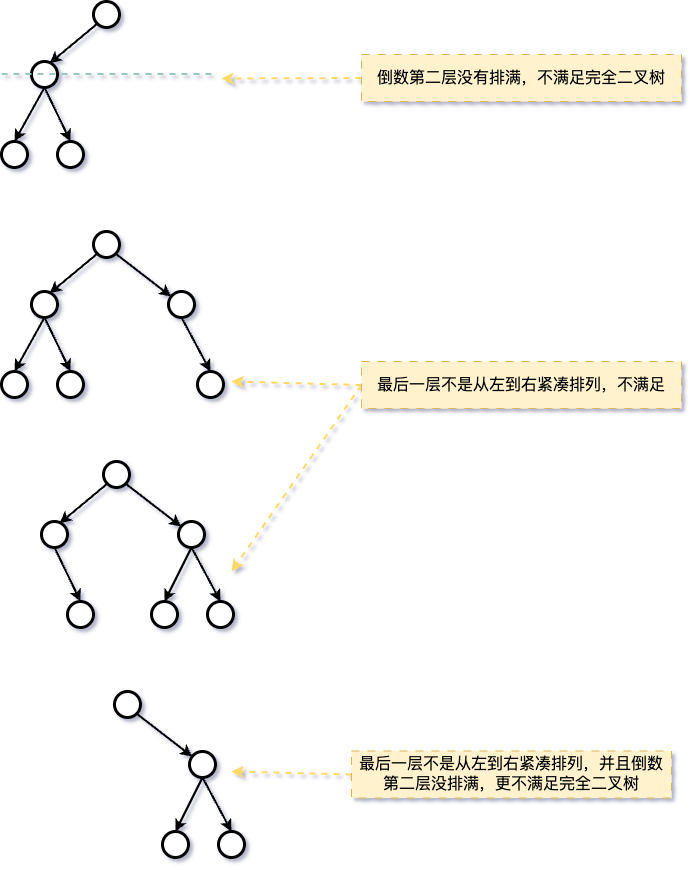 倒数第二层没有排满，不满足完全二叉树
最后一层不是从左到右紧凑排列，不满足
最后一层不是从左到右紧凑排列，并且倒数
第二层没排满，更不满足完全二叉树